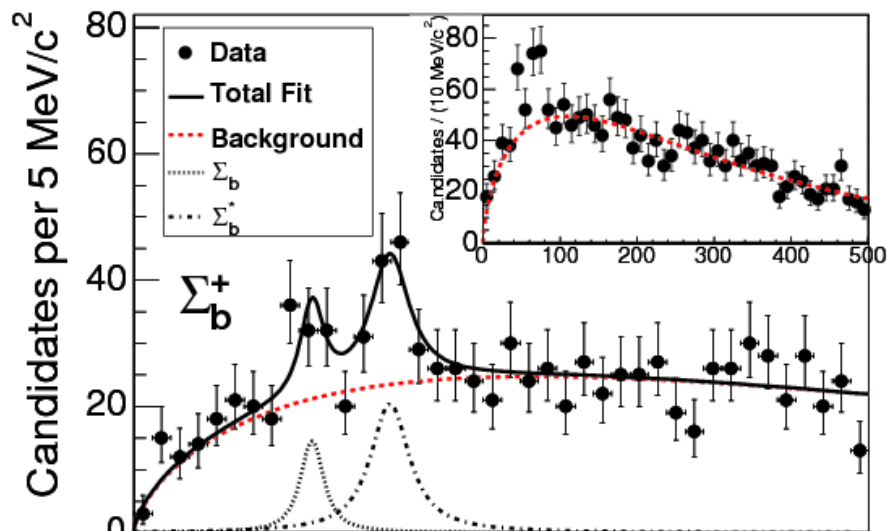 Candidates per 5 MeV/c²
80
60
40
20
0
Data
Total Fit
Background
Σb
Σb*
Σb+
Candidates / (10 MeV/c²)
80
60
40
20
0
0 100 200 300 400 500